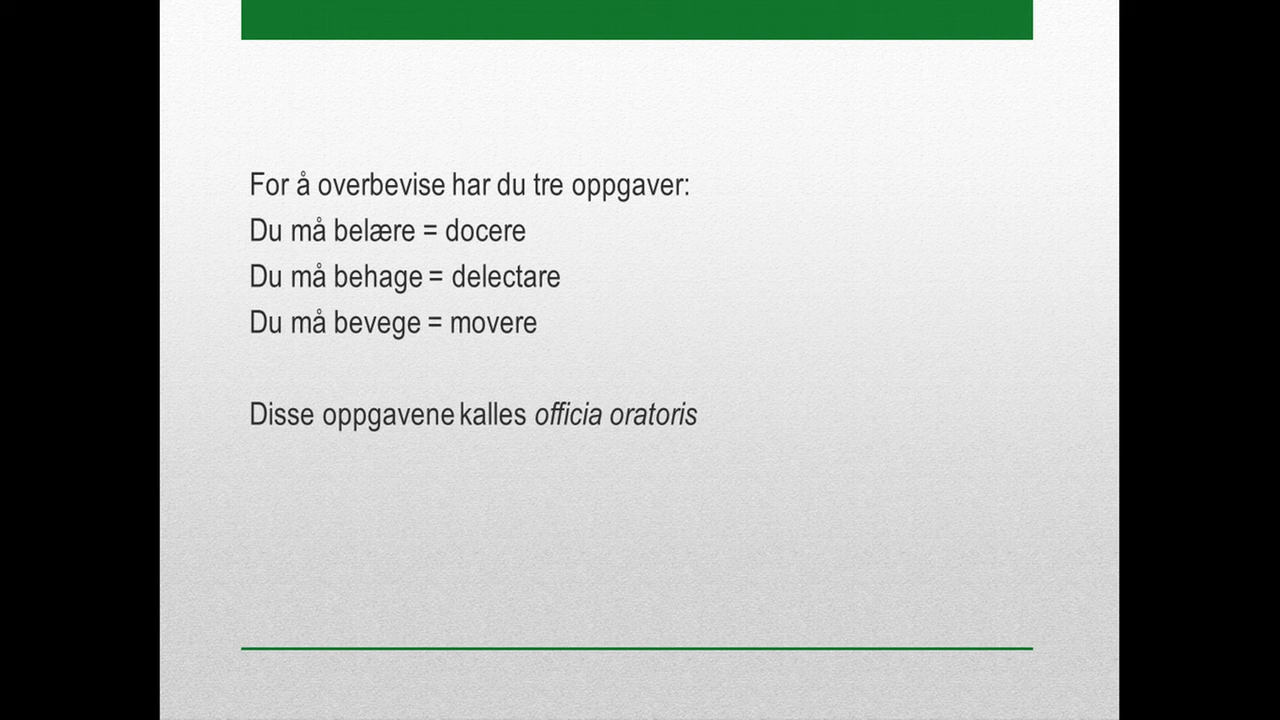 For å overbevise har du tre oppgaver:
Du må belære = docere
Du må behage = delectare
Du må bevege = movere
Disse oppgavene kalles officia oratoris